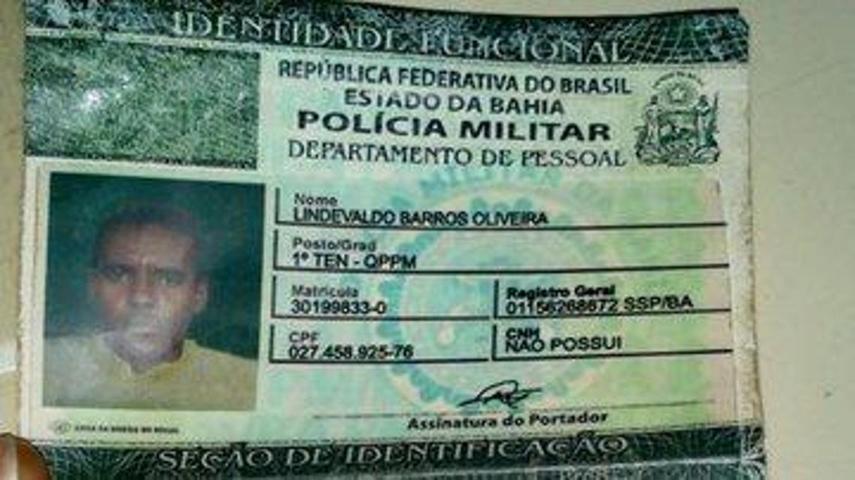 IDENTIDADE FUNCIONAL
REPÚBLICA FEDERATIVA DO BRASIL
ESTADO DA BAHIA
POLÍCIA MILITAR
DEPARTAMENTO DE PESSOAL
Nome
LINDEVALDO BARROS OLIVEIRA
Posto/Grad
1º TEN - QPPM
Matrícula
30199833-0
Registro Geral
01156268672 SSP/BA
CPF
027.458.925-76
CNH
NÃO POSSUI
Assinatura do Portador
SEÇÃO DE IDENTIFICAÇÃO